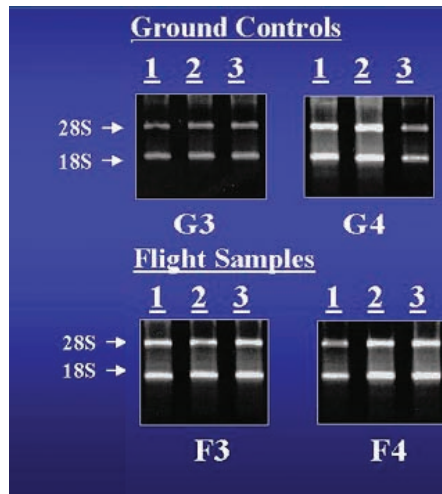 Ground Controls
1 2 3 1 2 3
28S →
18S →
G3 G4
Flight Samples
1 2 3 1 2 3
28S →
18S →
F3 F4